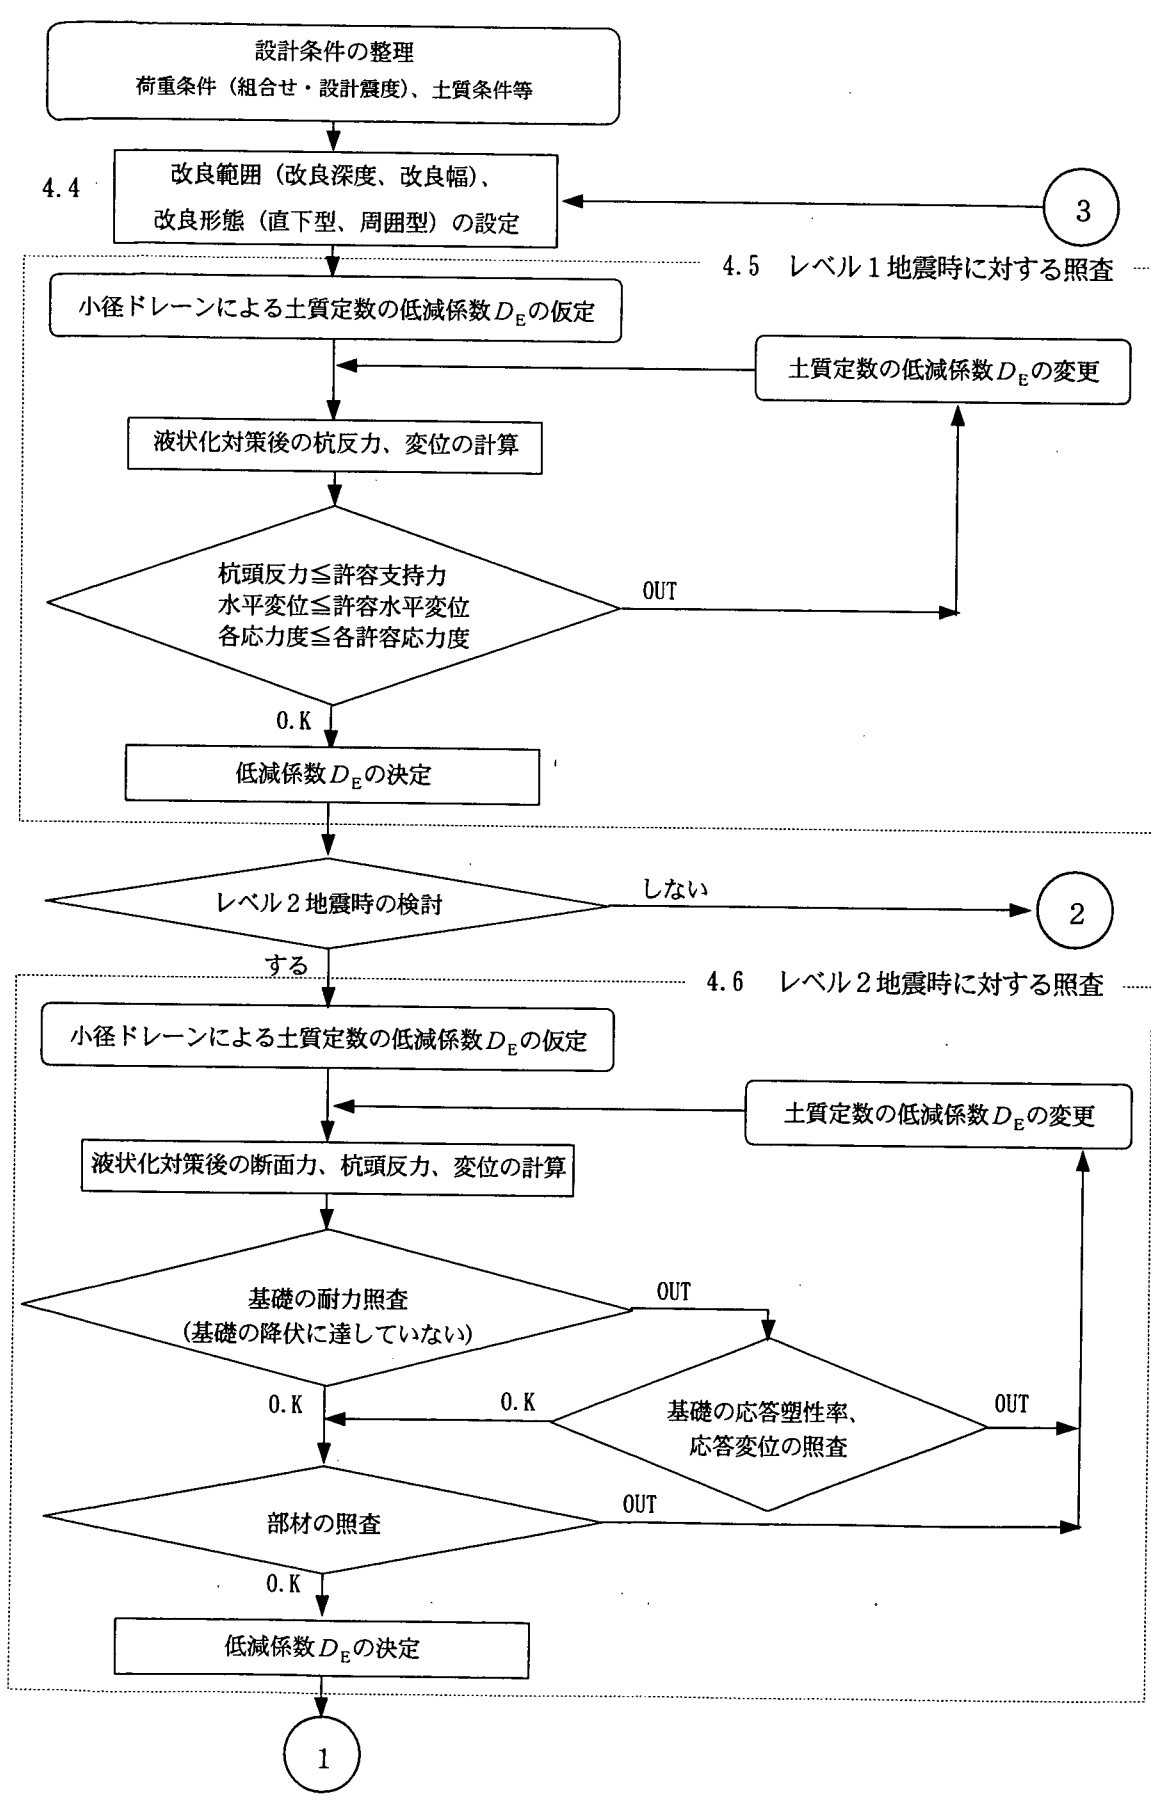 設計条件の整理
荷重条件（組合せ・設計震度）、土質条件等
4.4
改良範囲（改良深度、改良幅）、
改良形態（直下型、周囲型）の設定
3
4.5 レベル1地震時に対する照査
小径ドレーンによる土質定数の低減係数DEの仮定
土質定数の低減係数DEの変更
液状化対策後の杭反力、変位の計算
杭頭反力≦許容支持力
水平変位≦許容水平変位
各応力度≦各許容応力度
OUT
O.K
低減係数DEの決定
レベル2地震時の検討
しない
2
する
4.6 レベル2地震時に対する照査
小径ドレーンによる土質定数の低減係数DEの仮定
土質定数の低減係数DEの変更
液状化対策後の断面力、杭頭反力、変位の計算
基礎の耐力照査
(基礎の降伏に達していない)
OUT
O.K
O.K
基礎の応答塑性率、
応答変位の照査
OUT
部材の照査
OUT
O.K
低減係数DEの決定
1